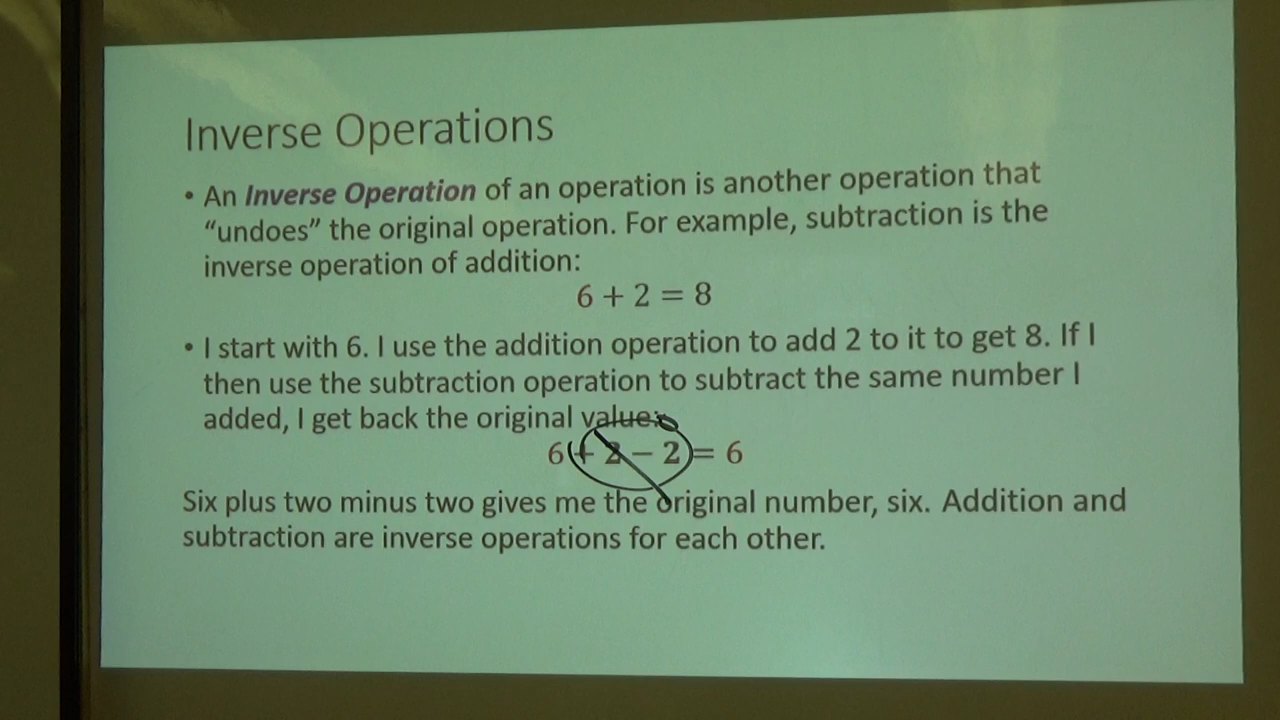 Inverse Operations
• An Inverse Operation of an operation is another operation that
“undoes” the original operation. For example, subtraction is the
inverse operation of addition:
6 + 2 = 8
• I start with 6. I use the addition operation to add 2 to it to get 8. If I
then use the subtraction operation to subtract the same number I
added, I get back the original value:
6 + 2 − 2 = 6
Six plus two minus two gives me the original number, six. Addition and
subtraction are inverse operations for each other.